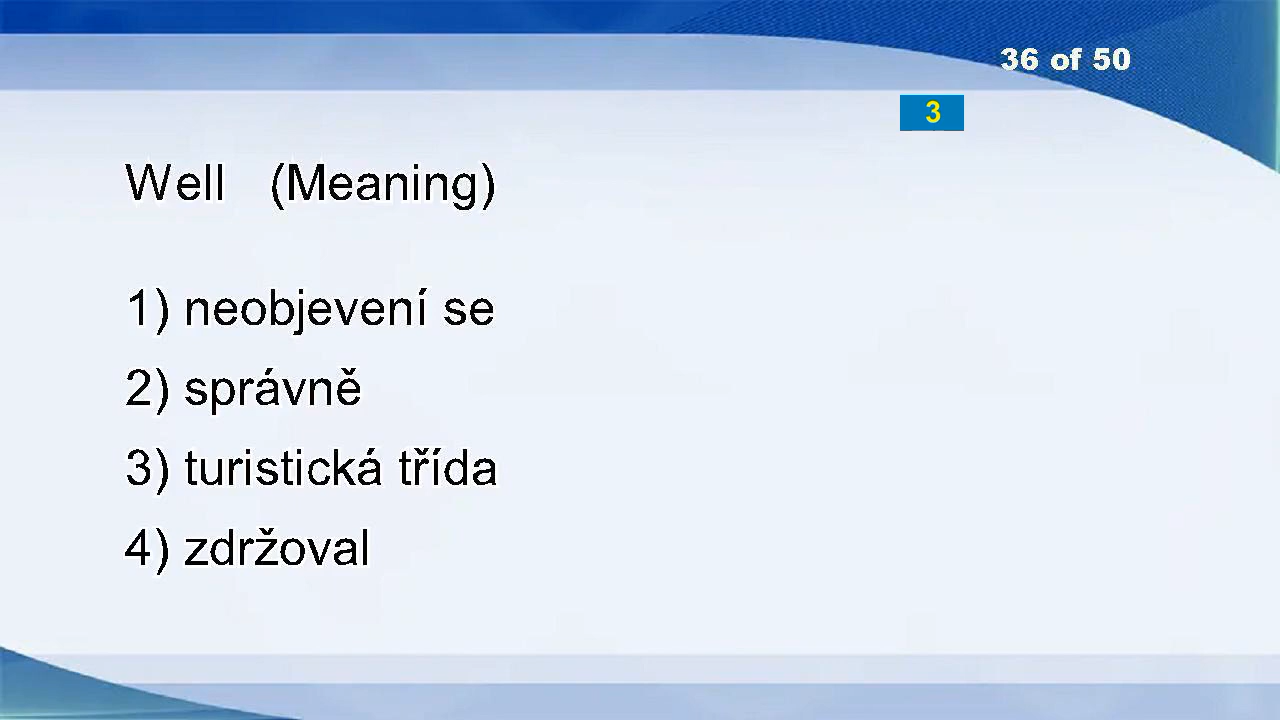 36 of 50
3
Well (Meaning)
1) neobjevení se
2) správně
3) turistická třída
4) zdržoval